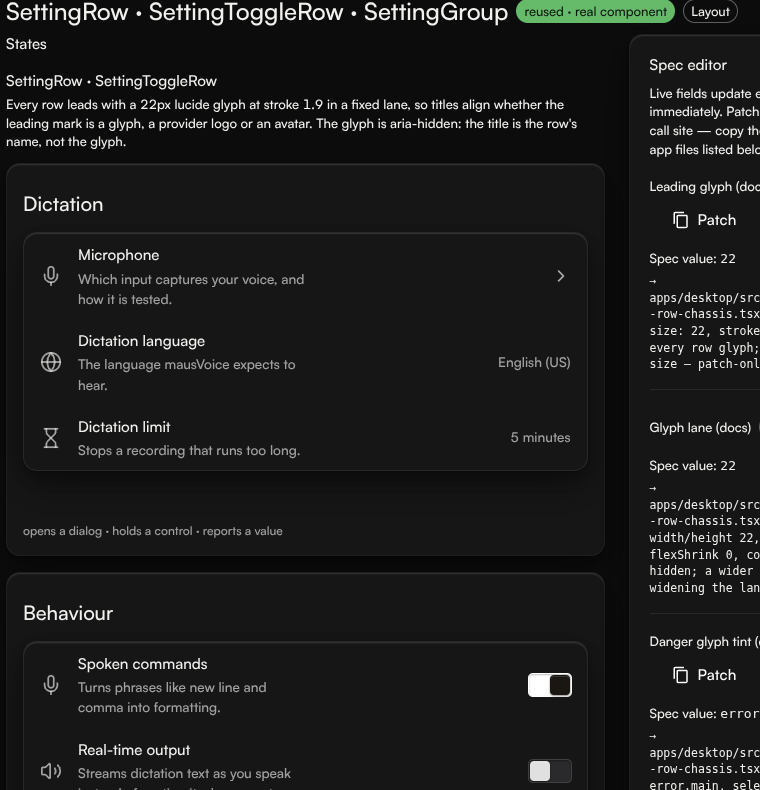 SettingRow · SettingToggleRow · SettingGroup
reused · real component
Layout
States
SettingRow · SettingToggleRow
Every row leads with a 22px lucide glyph at stroke 1.9 in a fixed lane, so titles align whether the
leading mark is a glyph, a provider logo or an avatar. The glyph is aria-hidden: the title is the row's
name, not the glyph.
Dictation
Microphone
Which input captures your voice, and
how it is tested.
Dictation language
The language mausVoice expects to
hear.
English (US)
Dictation limit
Stops a recording that runs too long.
5 minutes
opens a dialog · holds a control · reports a value
Behaviour
Spoken commands
Turns phrases like new line and
comma into formatting.
Real-time output
Streams dictation text as you speak
Spec editor
Live fields update
immediately. Patch
call site — copy
app files listed
Leading glyph
Patch
Spec value: 22
→
apps/desktop/src
-row-chassis.tsx
size: 22,
every row glyph;
size —
Glyph lane (docs)
Spec value: 22
→
apps/desktop/src
-row-chassis.tsx
width/height 22,
flexShrink 0,
hidden; a wider
widening the
Danger glyph tint
Patch
Spec value: error
→
apps/desktop/src
-row-chassis.tsx
error.main,